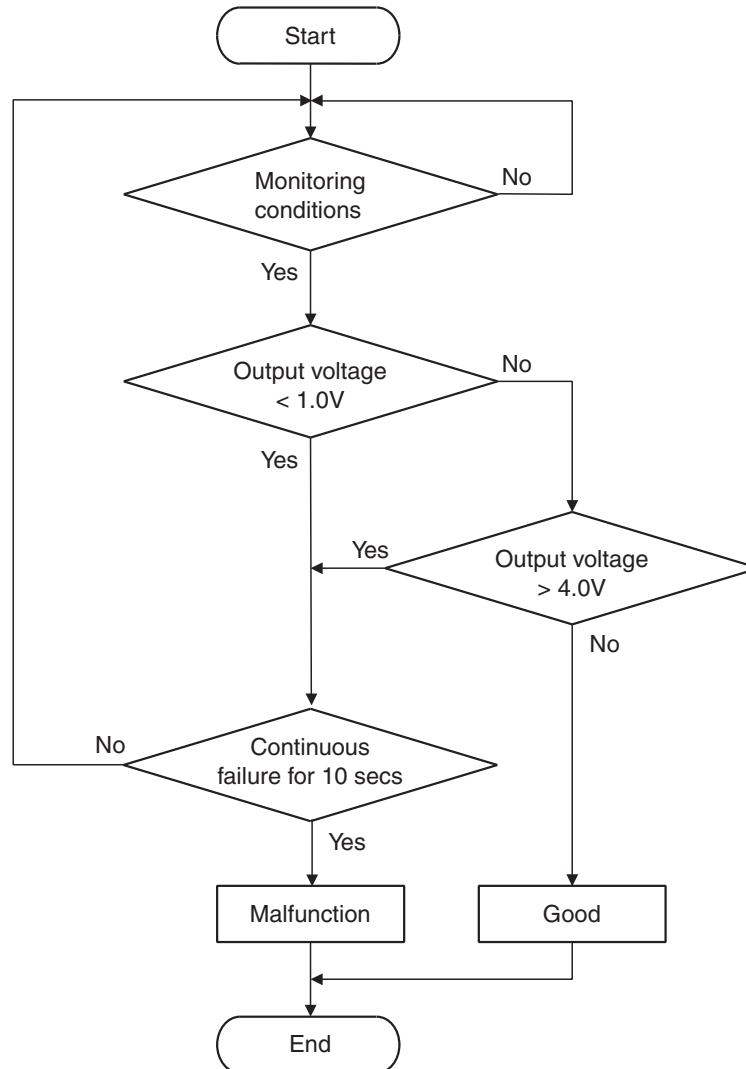 Start
Monitoring
conditions
No
Yes
Output voltage
< 1.0V
No
Yes
Output voltage
> 4.0V
Yes
No
Continuous
failure for 10 secs
No
Yes
Malfunction
Good
End